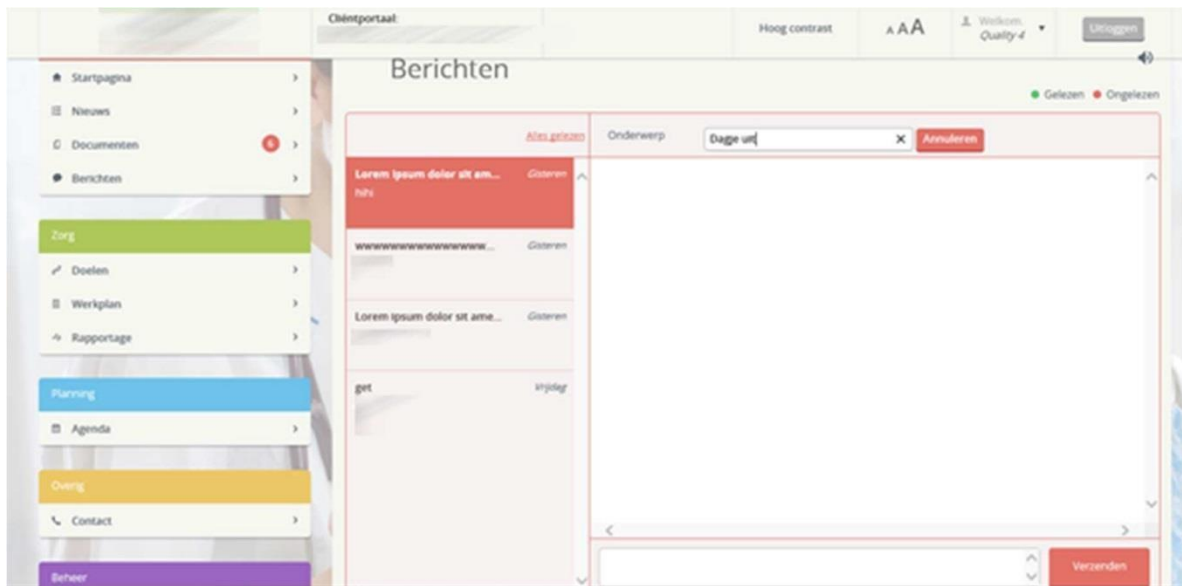 Cliëntportaal:
Hoog contrast
A A A
Welkom,
Quality 4
Uitloggen
Startpagina
Nieuws
Documenten 6
Berichten
Zorg
Doelen
Werkplan
Rapportage
Planning
Agenda
Overig
Contact
Beheer
Berichten
Gelezen Ongelezen
Alles gelezen
Lorem ipsum dolor sit am... Gisteren
hihi
wwwwwwwwwwwwwwww... Gisteren
Lorem ipsum dolor sit ame... Gisteren
get Vrijdag
Onderwerp Dagje uit Annuleren
Verzenden